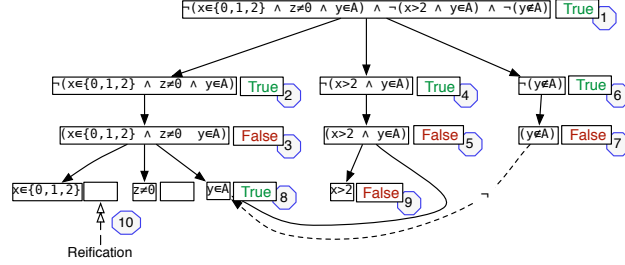 ¬(x∈{0,1,2} ∧ z≠0 ∧ y∈A) ∧ ¬(x>2 ∧ y∈A) ∧ ¬(y∉A) True 1
¬(x∈{0,1,2} ∧ z≠0 ∧ y∈A) True 2 ¬(x>2 ∧ y∈A) True 4 ¬(y∉A) True 6
(x∈{0,1,2} ∧ z≠0 y∈A) False 3 (x>2 ∧ y∈A) False 5 (y∉A) False 7
x∈{0,1,2} z≠0 y∈A True 8 x>2 False 9 ¬
10
Reification